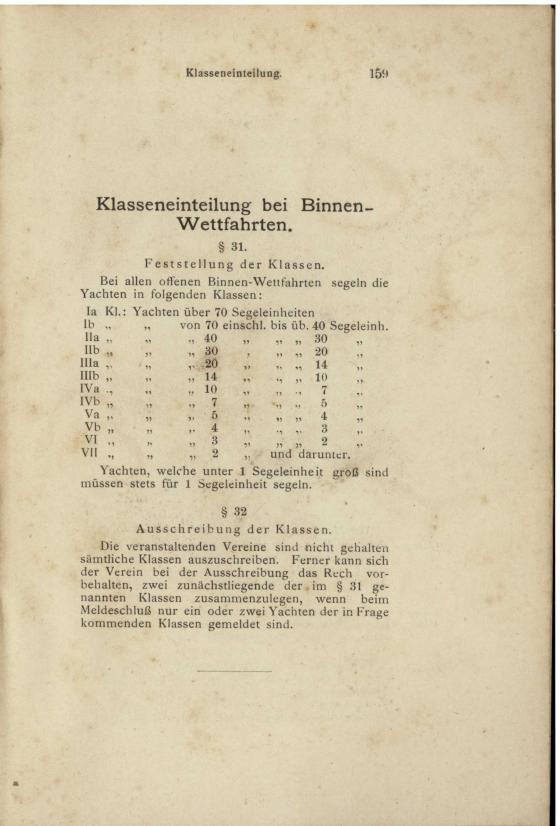 Klasseneinteilung. 159
Klasseneinteilung bei Binnen-
Wettfahrten.
§ 31.
Feststellung der Klassen.
Bei allen offenen Binnen-Wettfahrten segeln die
Yachten in folgenden Klassen:
Ia Kl.: Yachten über 70 Segeleinheiten
Ib „ „ von 70 einschl. bis üb. 40 Segeleinh.
IIa „ „ „ 40 „ „ „ 30 „
IIb „ „ „ 30 „ „ „ 20 „
IIIa „ „ „ 20 „ „ „ 14 „
IIIb „ „ „ 14 „ „ „ 10 „
IVa „ „ „ 10 „ „ „ 7 „
IVb „ „ „ 7 „ „ „ 5 „
Va „ „ „ 5 „ „ „ 4 „
Vb „ „ „ 4 „ „ „ 3 „
VI „ „ „ 3 „ „ „ 2 „
VII „ „ „ 2 „ und darunter.
Yachten, welche unter 1 Segeleinheit groß sind
müssen stets für 1 Segeleinheit segeln.
§ 32
Ausschreibung der Klassen.
Die veranstaltenden Vereine sind nicht gehalten
sämtliche Klassen auszuschreiben. Ferner kann sich
der Verein bei der Ausschreibung das Rech vor-
behalten, zwei zunächstliegende der im § 31 ge-
nannten Klassen zusammenzulegen, wenn beim
Meldeschluß nur ein oder zwei Yachten der in Frage
kommenden Klassen gemeldet sind.